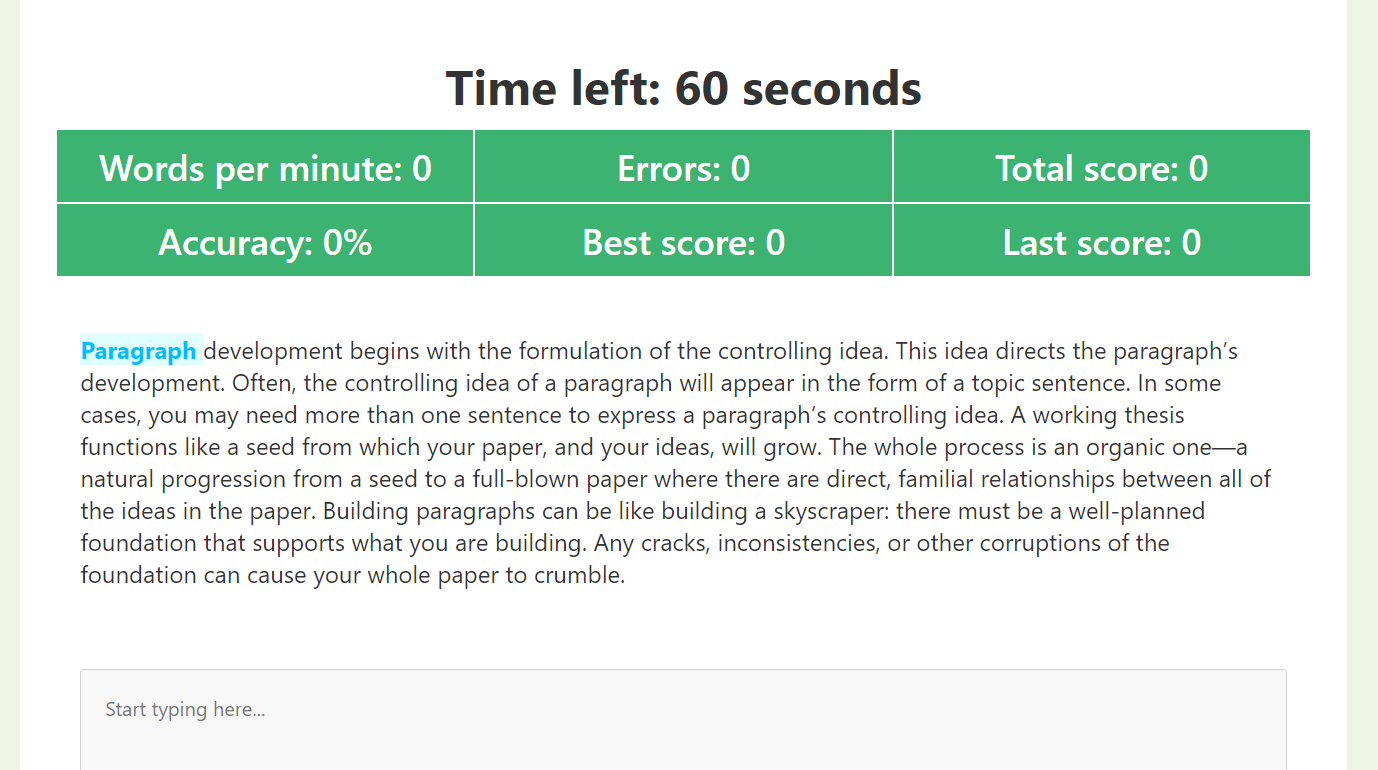 Time left: 60 seconds
Words per minute: 0
Errors: 0
Total score: 0
Accuracy: 0%
Best score: 0
Last score: 0
Paragraph development begins with the formulation of the controlling idea. This idea directs the paragraph’s
development. Often, the controlling idea of a paragraph will appear in the form of a topic sentence. In some
cases, you may need more than one sentence to express a paragraph’s controlling idea. A working thesis
functions like a seed from which your paper, and your ideas, will grow. The whole process is an organic one—a
natural progression from a seed to a full-blown paper where there are direct, familial relationships between all of
the ideas in the paper. Building paragraphs can be like building a skyscraper: there must be a well-planned
foundation that supports what you are building. Any cracks, inconsistencies, or other corruptions of the
foundation can cause your whole paper to crumble.
Start typing here...